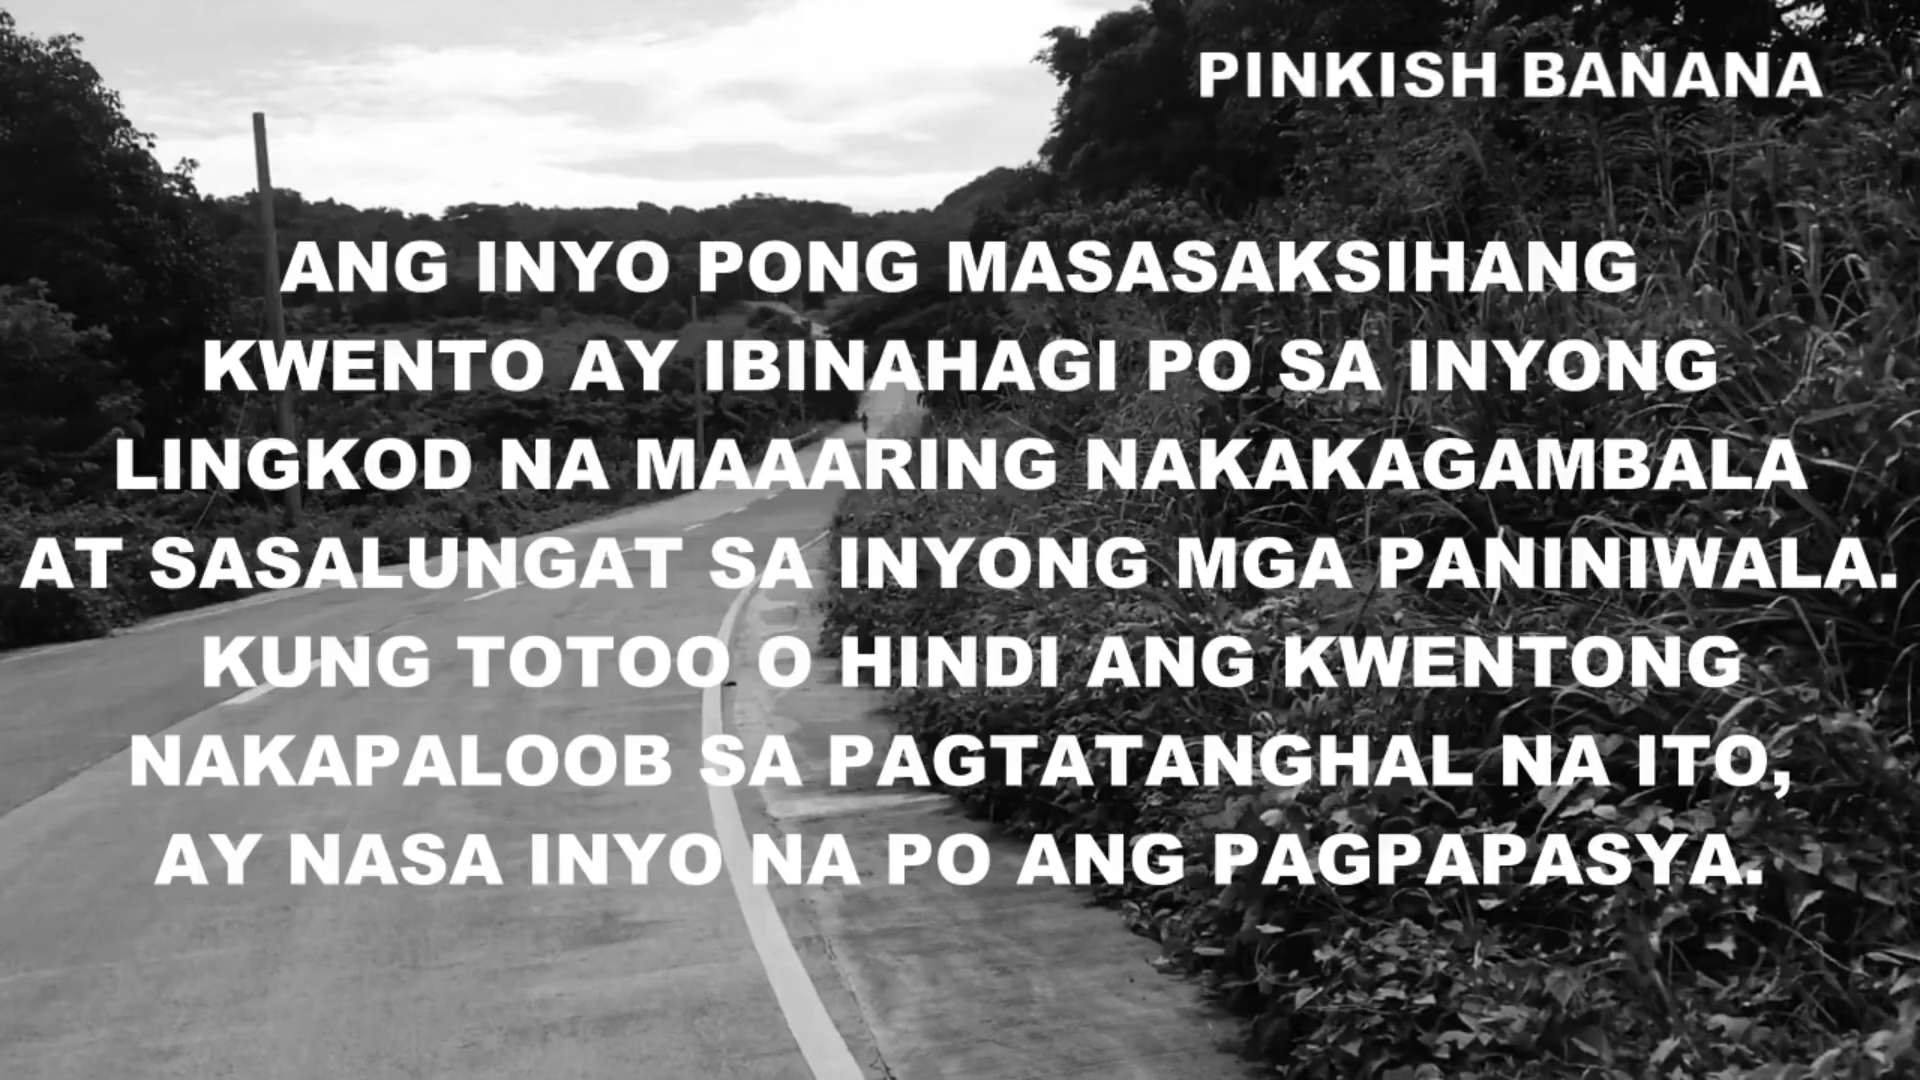 PINKISH BANANA
ANG INYO PONG MASASAKSIHANG
KWENTO AY IBINAHAGI PO SA INYONG
LINGKOD NA MAAARING NAKAKAGAMBALA
AT SASALUNGAT SA INYONG MGA PANINIWALA.
KUNG TOTOO O HINDI ANG KWENTONG
NAKAPALOOB SA PAGTATANGHAL NA ITO,
AY NASA INYO NA PO ANG PAGPAPASYA.